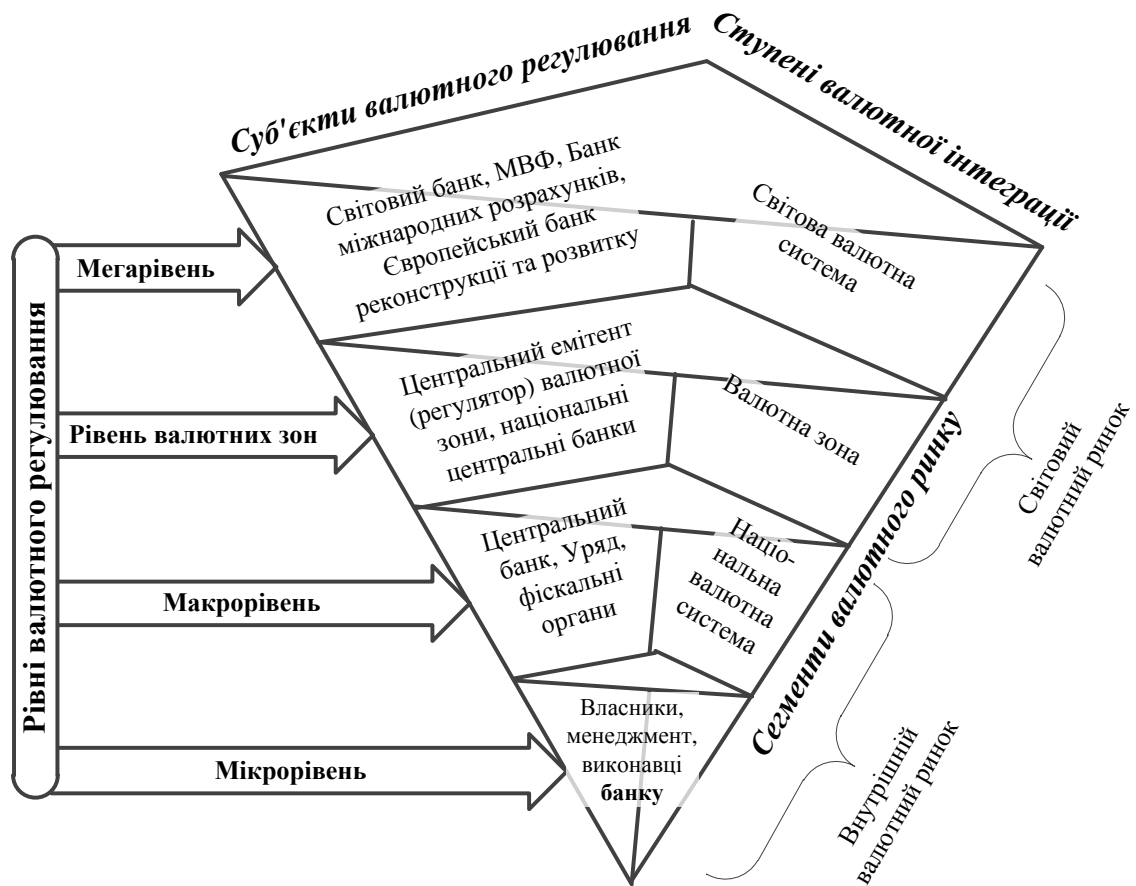 Суб'єкти валютного регулювання
Ступені валютної інтеграції
Світовий банк, МВФ, Банк
міжнародних розрахунків,
Європейський банк
реконструкції та розвитку
Світова валютна
система
Рівні валютного регулювання
Мегарівень
Центральний емітент
(регулятор) валютної
зони, національні
центральні банки
Валютна зона
Рівень валютних зон
Сегменти валютного ринку
Світовий
валютний ринок
Центральний
банк, Уряд,
фіскальні
органи
Націо-
нальна
валютна
система
Макрорівень
Власники,
менеджмент,
виконавці
банку
Мікрорівень
Внутрішній
валютний ринок